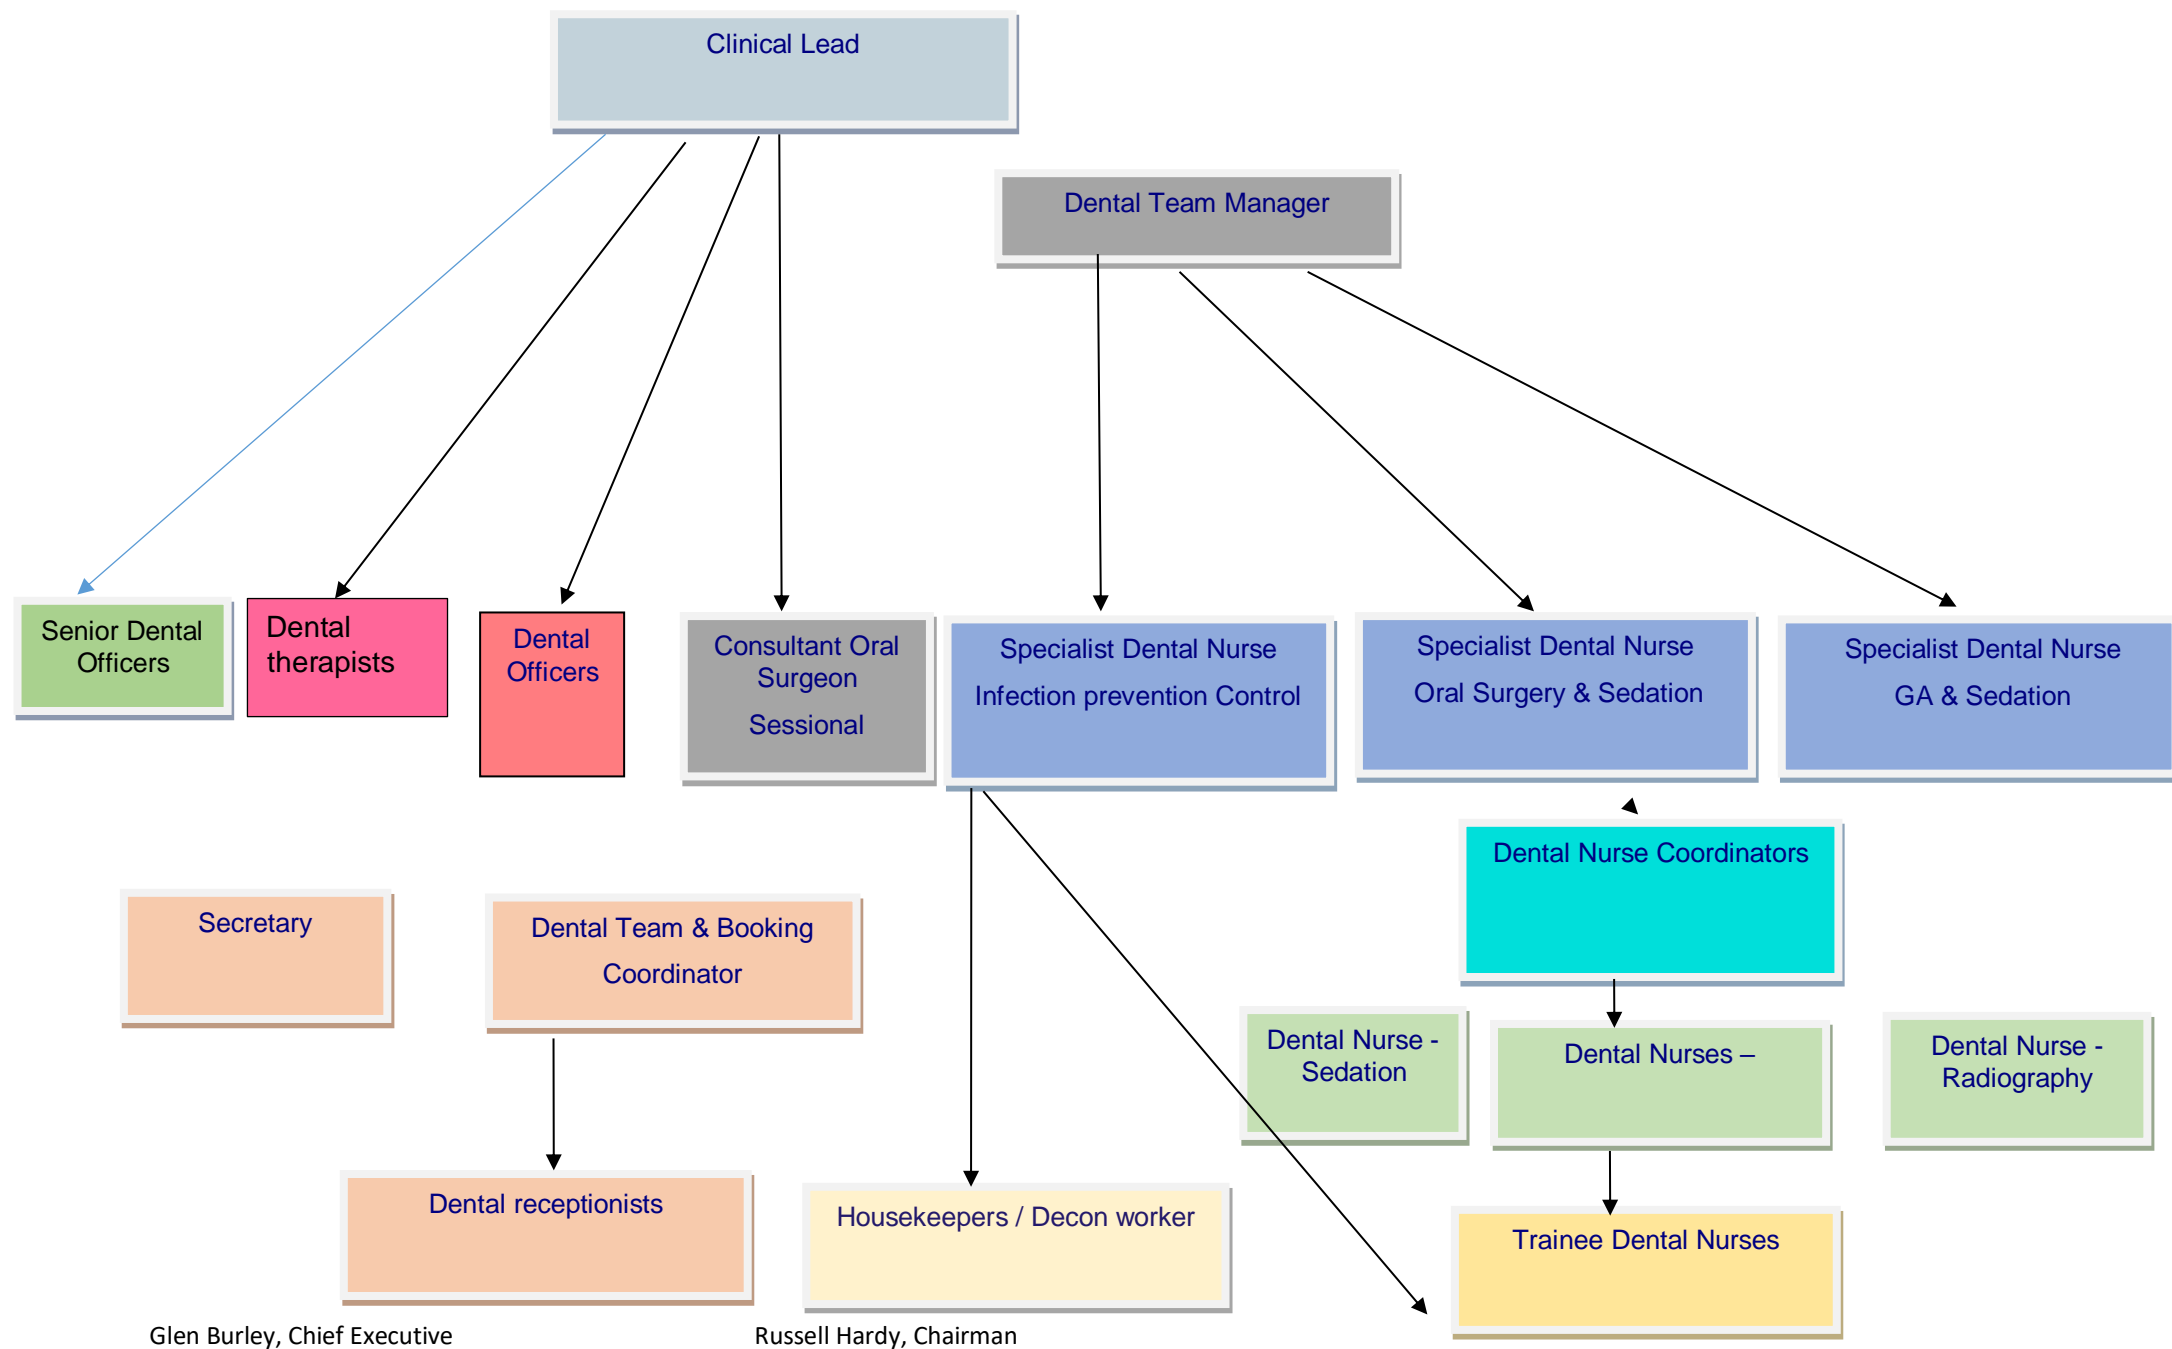 Clinical Lead
Dental Team Manager
Senior Dental
Officers
Dental
therapists
Dental
Officers
Consultant Oral
Surgeon
Sessional
Specialist Dental Nurse
Infection prevention Control
Specialist Dental Nurse
Oral Surgery & Sedation
Specialist Dental Nurse
GA & Sedation
Dental Nurse Coordinators
Secretary
Dental Team & Booking
Coordinator
Dental Nurse -
Sedation
Dental Nurses –
Dental Nurse -
Radiography
Dental receptionists
Housekeepers / Decon worker
Trainee Dental Nurses
Glen Burley, Chief Executive
Russell Hardy, Chairman